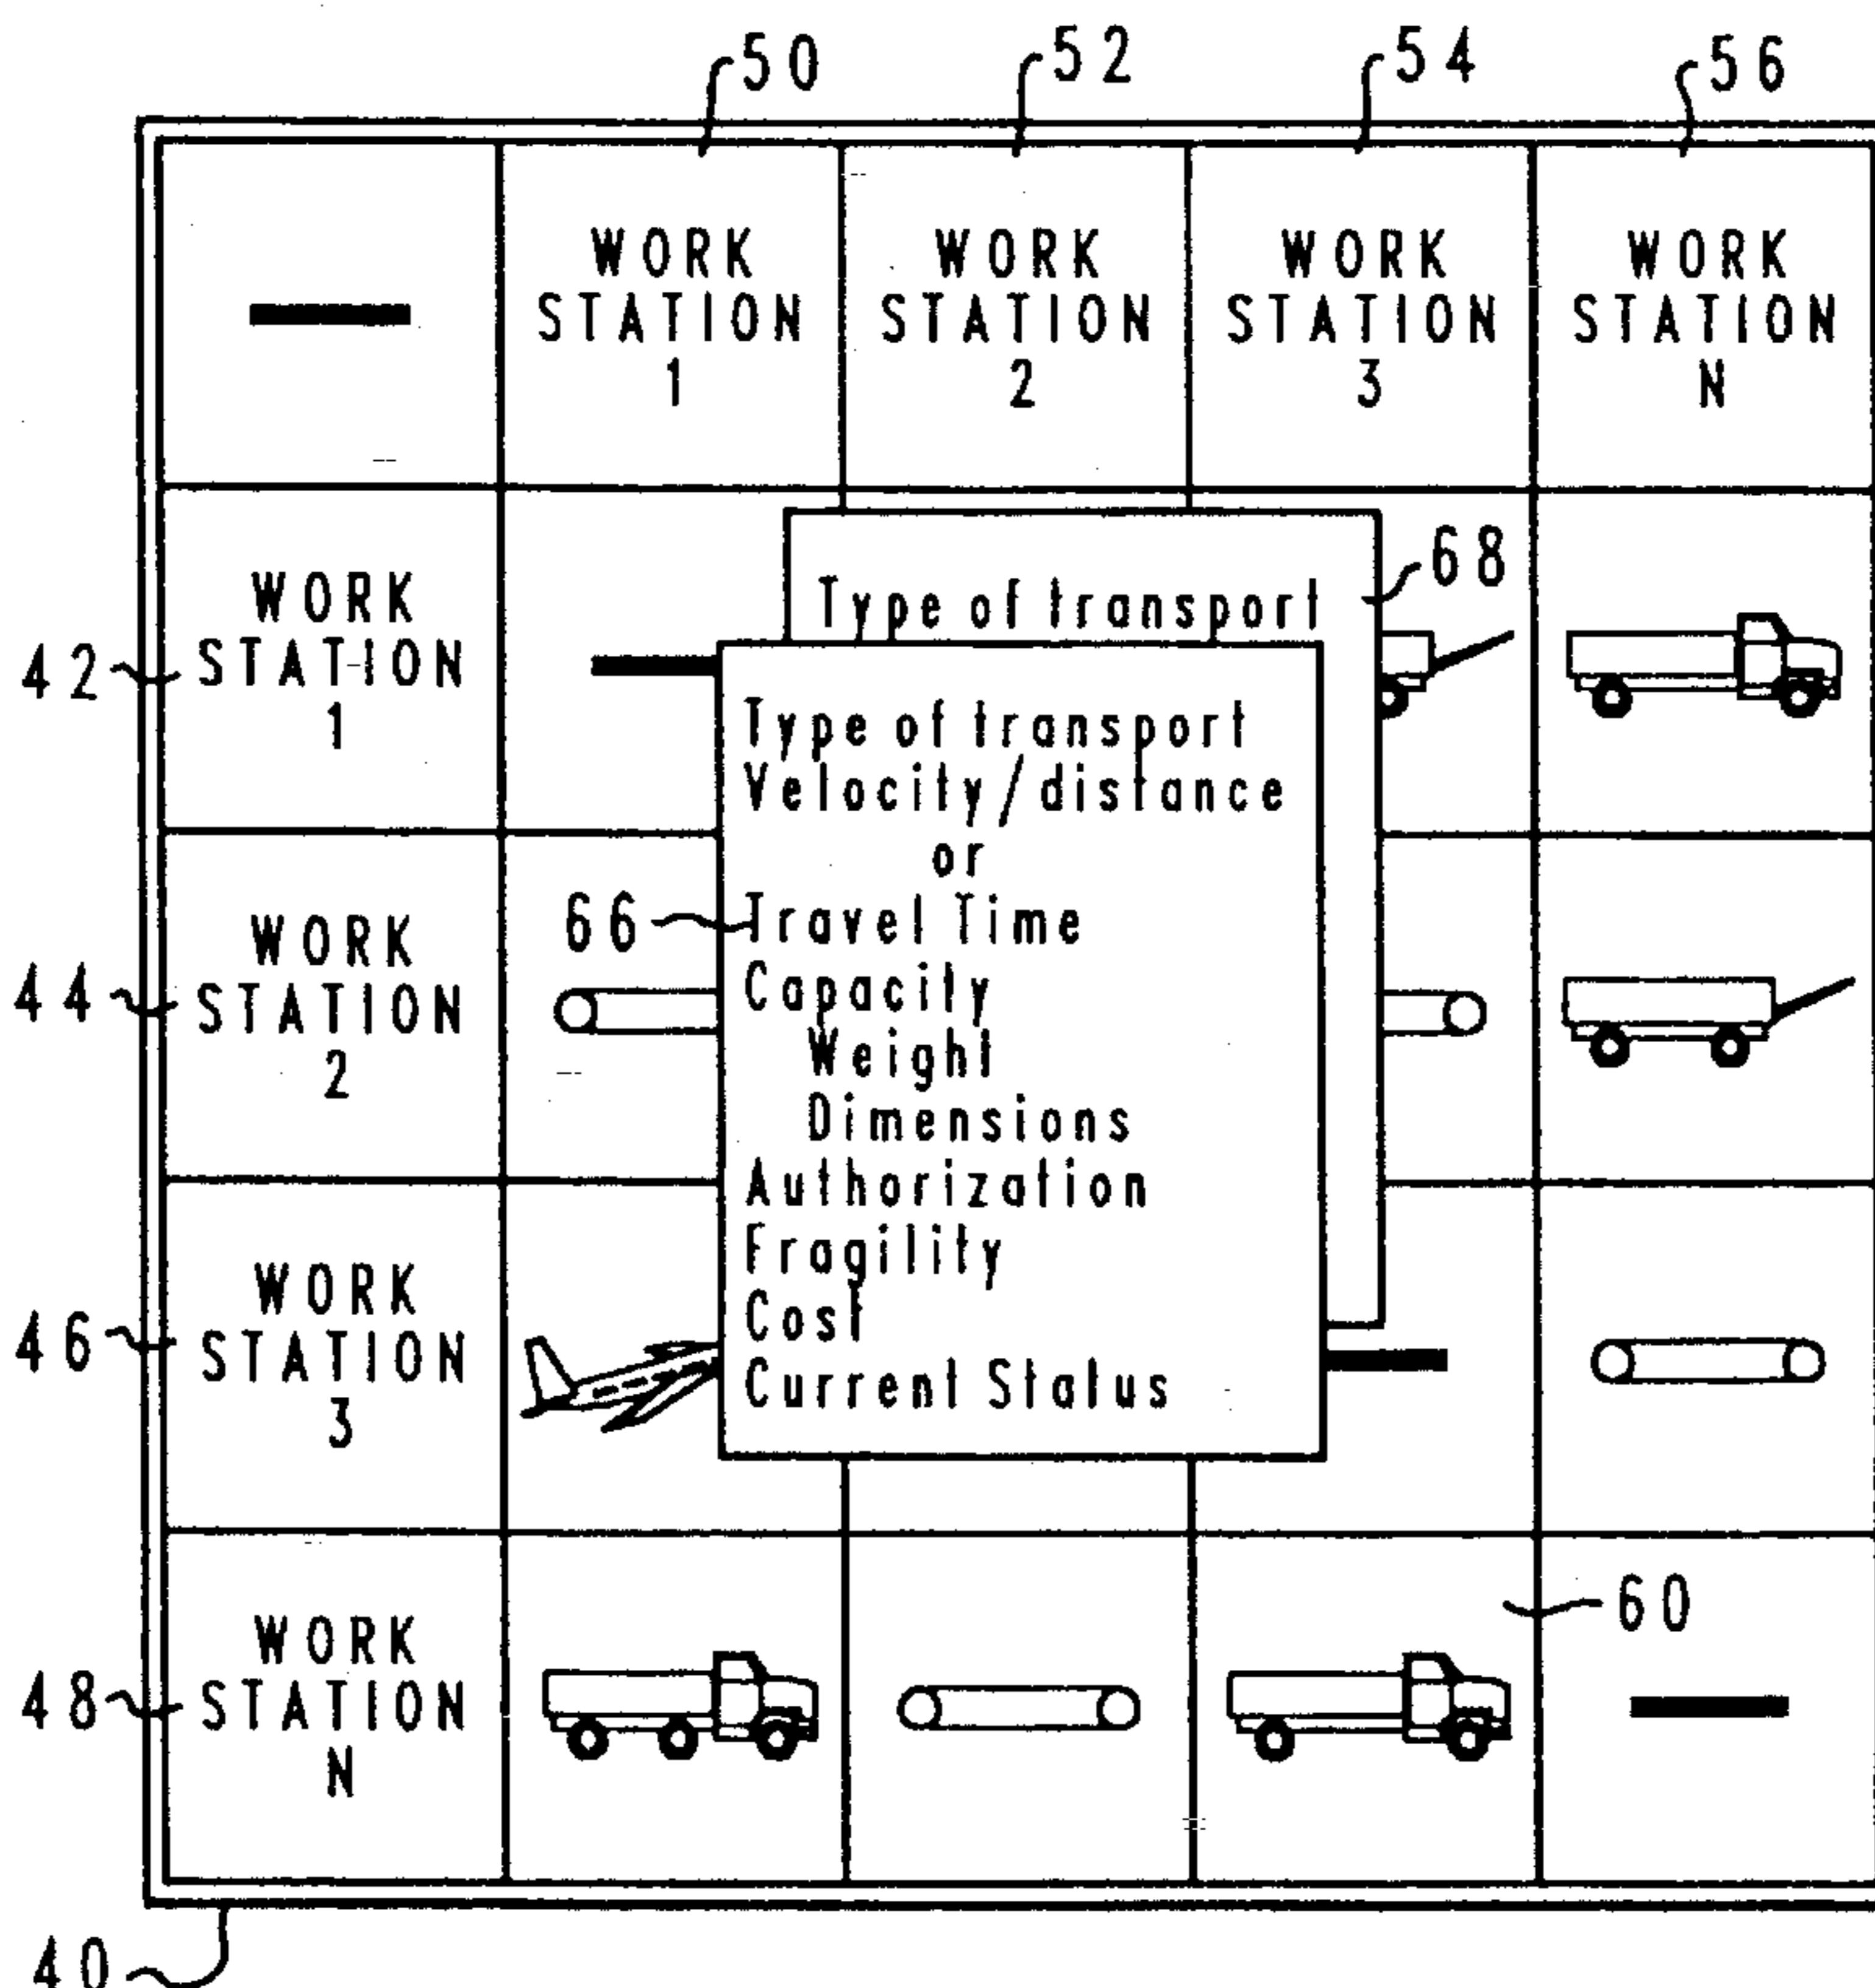 50
52
54
56
WORK STATION 1
WORK STATION 2
WORK STATION 3
WORK STATION N
42
WORK STATION 1
68
Type of transport
44
WORK STATION 2
46
WORK STATION 3
48
WORK STATION N
66
Type of transport
Velocity/distance
or
Travel Time
Capacity
Weight
Dimensions
Authorization
Fragility
Cost
Current Status
60
40